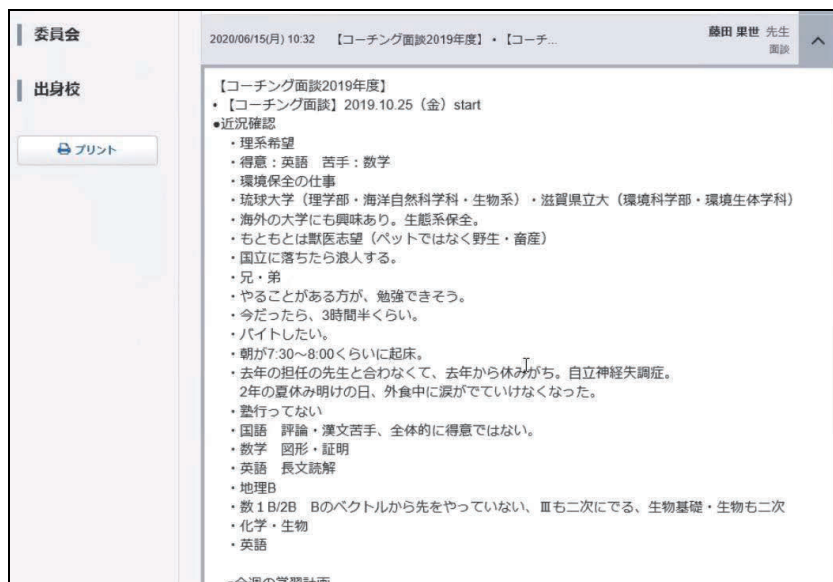 委員会
出身校
プリント
2020/06/15(月) 10:32 【コーチング面談2019年度】・【コーチ...
藤田 果世 先生
面談
【コーチング面談2019年度】
・【コーチング面談】2019.10.25（金）start
●近況確認
・理系希望
・得意：英語　苦手：数学
・環境保全の仕事
・琉球大学（理学部・海洋自然科学科・生物系）・滋賀県立大（環境科学部・環境生体学科）
・海外の大学にも興味あり。生態系保全。
・もともとは獣医志望（ペットではなく野生・畜産）
・国立に落ちたら浪人する。
・兄・弟
・やることがある方が、勉強できそう。
・今だったら、3時間半くらい。
・バイトしたい。
・朝が7:30～8:00くらいに起床。
・去年の担任の先生と合わなくて、去年から休みがち。自立神経失調症。
2年の夏休み明けの日、外食中に涙がでていけなくなった。
・塾行ってない
・国語　評論・漢文苦手、全体的に得意ではない。
・数学　図形・証明
・英語　長文読解
・地理B
・数１B/2B　Bのベクトルから先をやっていない、Ⅲも二次にでる、生物基礎・生物も二次
・化学・生物
・英語